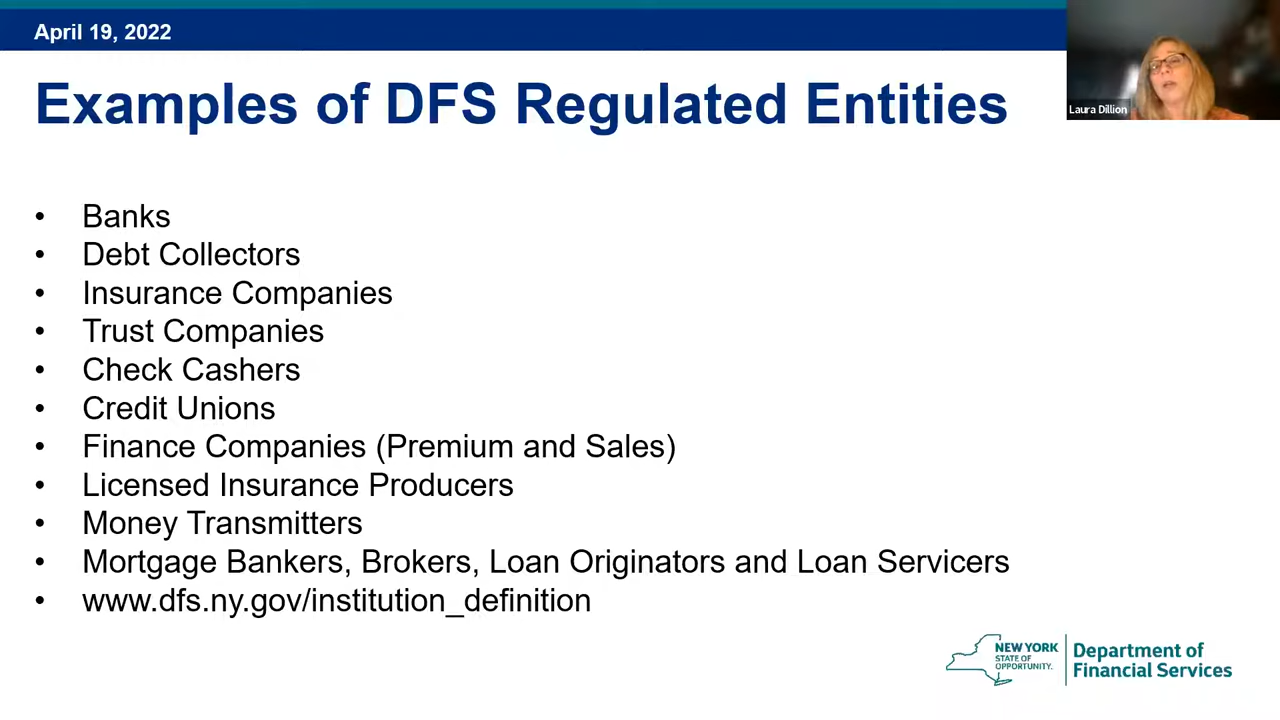 April 19, 2022
Laura Dillion
Examples of DFS Regulated Entities
• Banks
• Debt Collectors
• Insurance Companies
• Trust Companies
• Check Cashers
• Credit Unions
• Finance Companies (Premium and Sales)
• Licensed Insurance Producers
• Money Transmitters
• Mortgage Bankers, Brokers, Loan Originators and Loan Servicers
• www.dfs.ny.gov/institution_definition
NEW YORK
STATE OF
OPPORTUNITY.
Department of
Financial Services